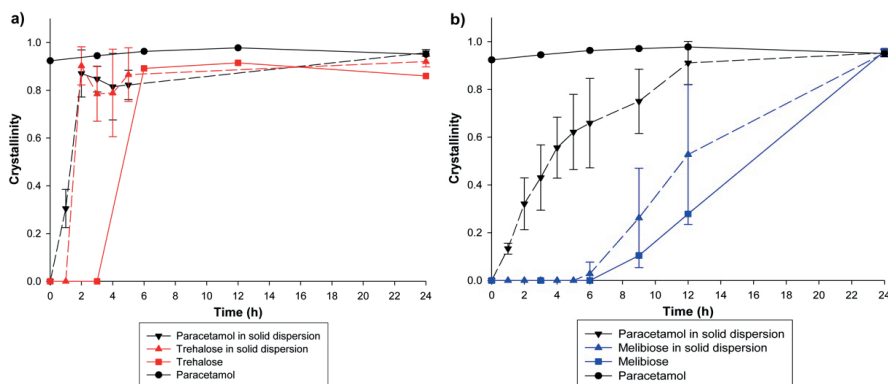 a)
Crystallinity
1.0
0.8
0.6
0.4
0.2
0.0
0 2 4 6 8 10 12 14 16 18 20 22 24
Time (h)
Paracetamol in solid dispersion
Trehalose in solid dispersion
Trehalose
Paracetamol
b)
Crystallinity
1.0
0.8
0.6
0.4
0.2
0.0
0 2 4 6 8 10 12 14 16 18 20 22 24
Time (h)
Paracetamol in solid dispersion
Melibiose in solid dispersion
Melibiose
Paracetamol